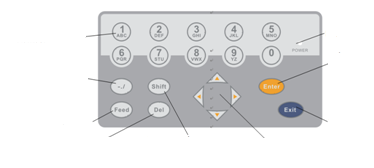 1 2 3 4 5
ABC DEF GHI JKL MNO
POWER
6 7 8 9 0
PQR STU VWX YZ
-./ Shift Enter
Feed Del Exit